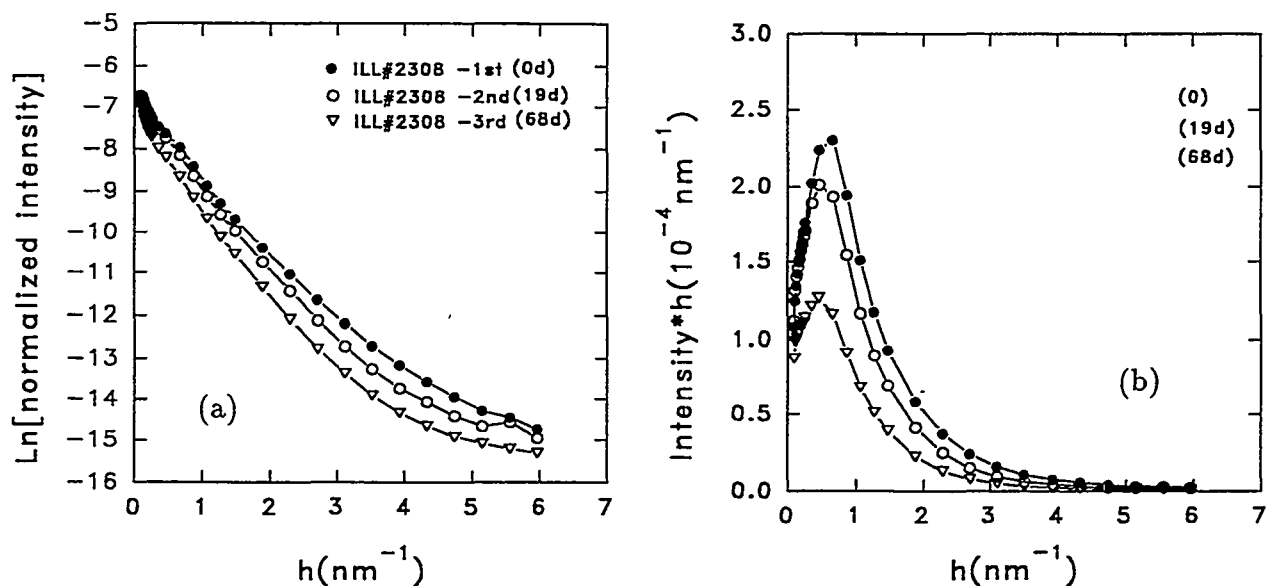 -5
-6
-7
-8
-9
-10
-11
-12
-13
-14
-15
-16
Ln[normalized intensity]
● ILL#2308 -1st (0d)
○ ILL#2308 -2nd (19d)
▽ ILL#2308 -3rd (68d)
(a)
0 1 2 3 4 5 6 7
h(nm⁻¹)
3.0
2.5
2.0
1.5
1.0
0.5
0.0
Intensity*h(10⁻⁴ nm⁻¹)
(0)
(19d)
(68d)
(b)
0 1 2 3 4 5 6 7
h(nm⁻¹)